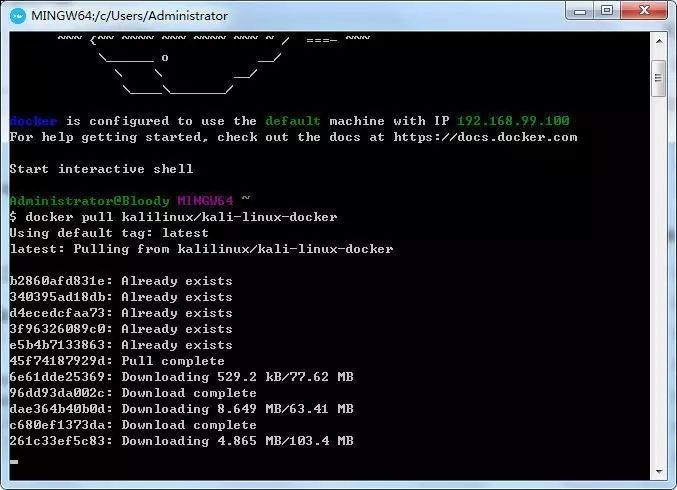 MINGW64:/c/Users/Administrator
~~~ {~~ ~~~~~ ~~~ ~~~~~ ~~~ ~ /  ===- ~~~
\______ o           __/
\    \         __/
\____\_______/
docker is configured to use the default machine with IP 192.168.99.100
For help getting started, check out the docs at https://docs.docker.com
Start interactive shell
Administrator@Bloody MINGW64 ~
$ docker pull kalilinux/kali-linux-docker
Using default tag: latest
latest: Pulling from kalilinux/kali-linux-docker
b2860afd831e: Already exists
340395ad18db: Already exists
d4ecedcfaa73: Already exists
3f96326089c0: Already exists
e5b4b7133863: Already exists
45f74187929d: Pull complete
6e61dde25369: Downloading 529.2 kB/77.62 MB
96dd93da002c: Download complete
dae364b40b0d: Downloading 8.649 MB/63.41 MB
c680ef1373da: Download complete
261c33ef5c83: Downloading 4.865 MB/103.4 MB